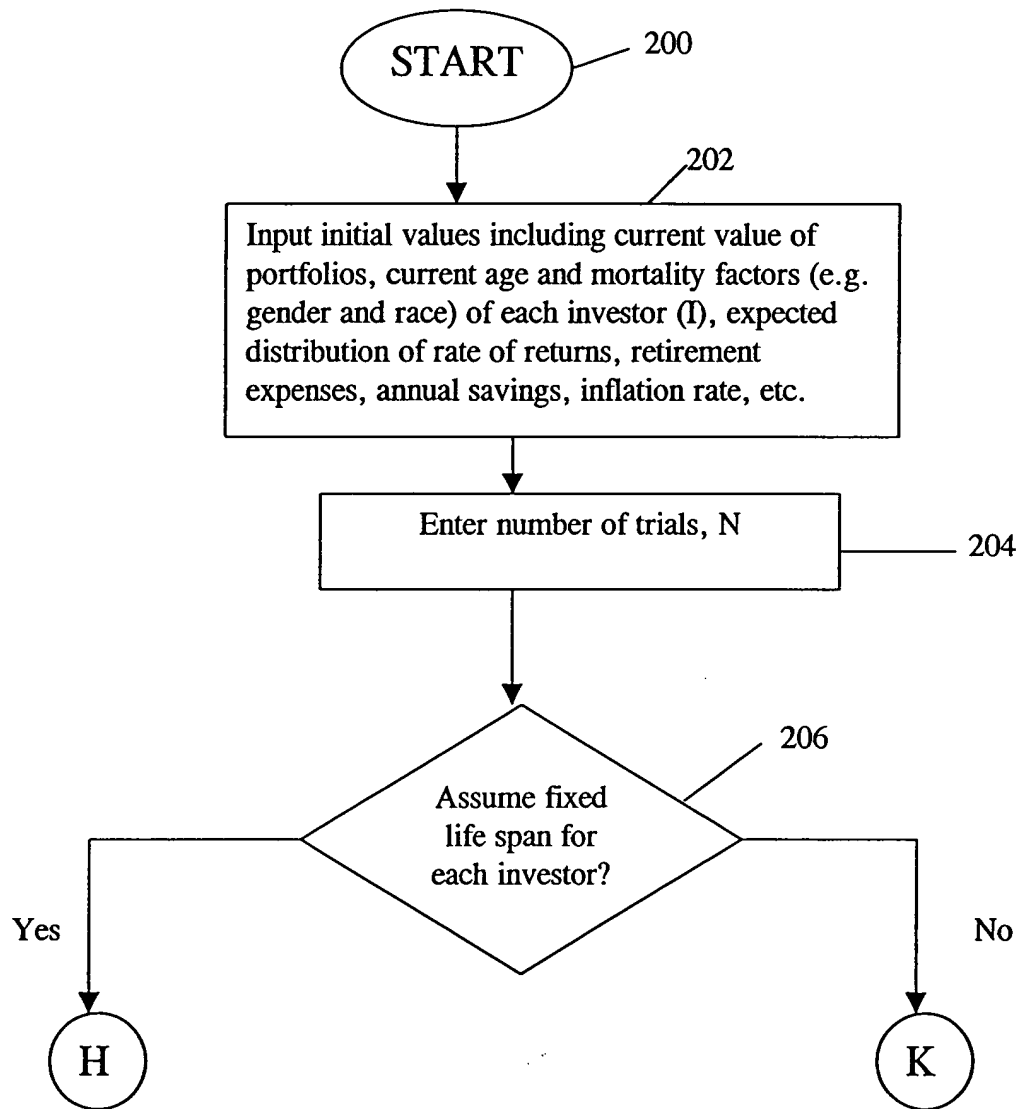 START
200
202
Input initial values including current value of
portfolios, current age and mortality factors (e.g.
gender and race) of each investor (I), expected
distribution of rate of returns, retirement
expenses, annual savings, inflation rate, etc.
Enter number of trials, N
204
206
Assume fixed
life span for
each investor?
Yes
No
H
K